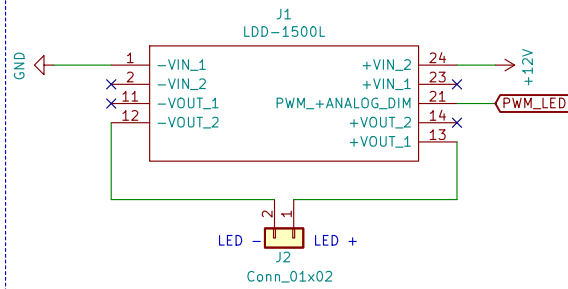 J1
LDD-1500L
GND
1
-VIN_1
+VIN_2
24
+12V
2
-VIN_2
+VIN_1
23
11
-VOUT_1
PWM_+ANALOG_DIM
21
PWM_LED
12
-VOUT_2
+VOUT_2
14
+VOUT_1
13
2
1
LED -
LED +
J2
Conn_01x02